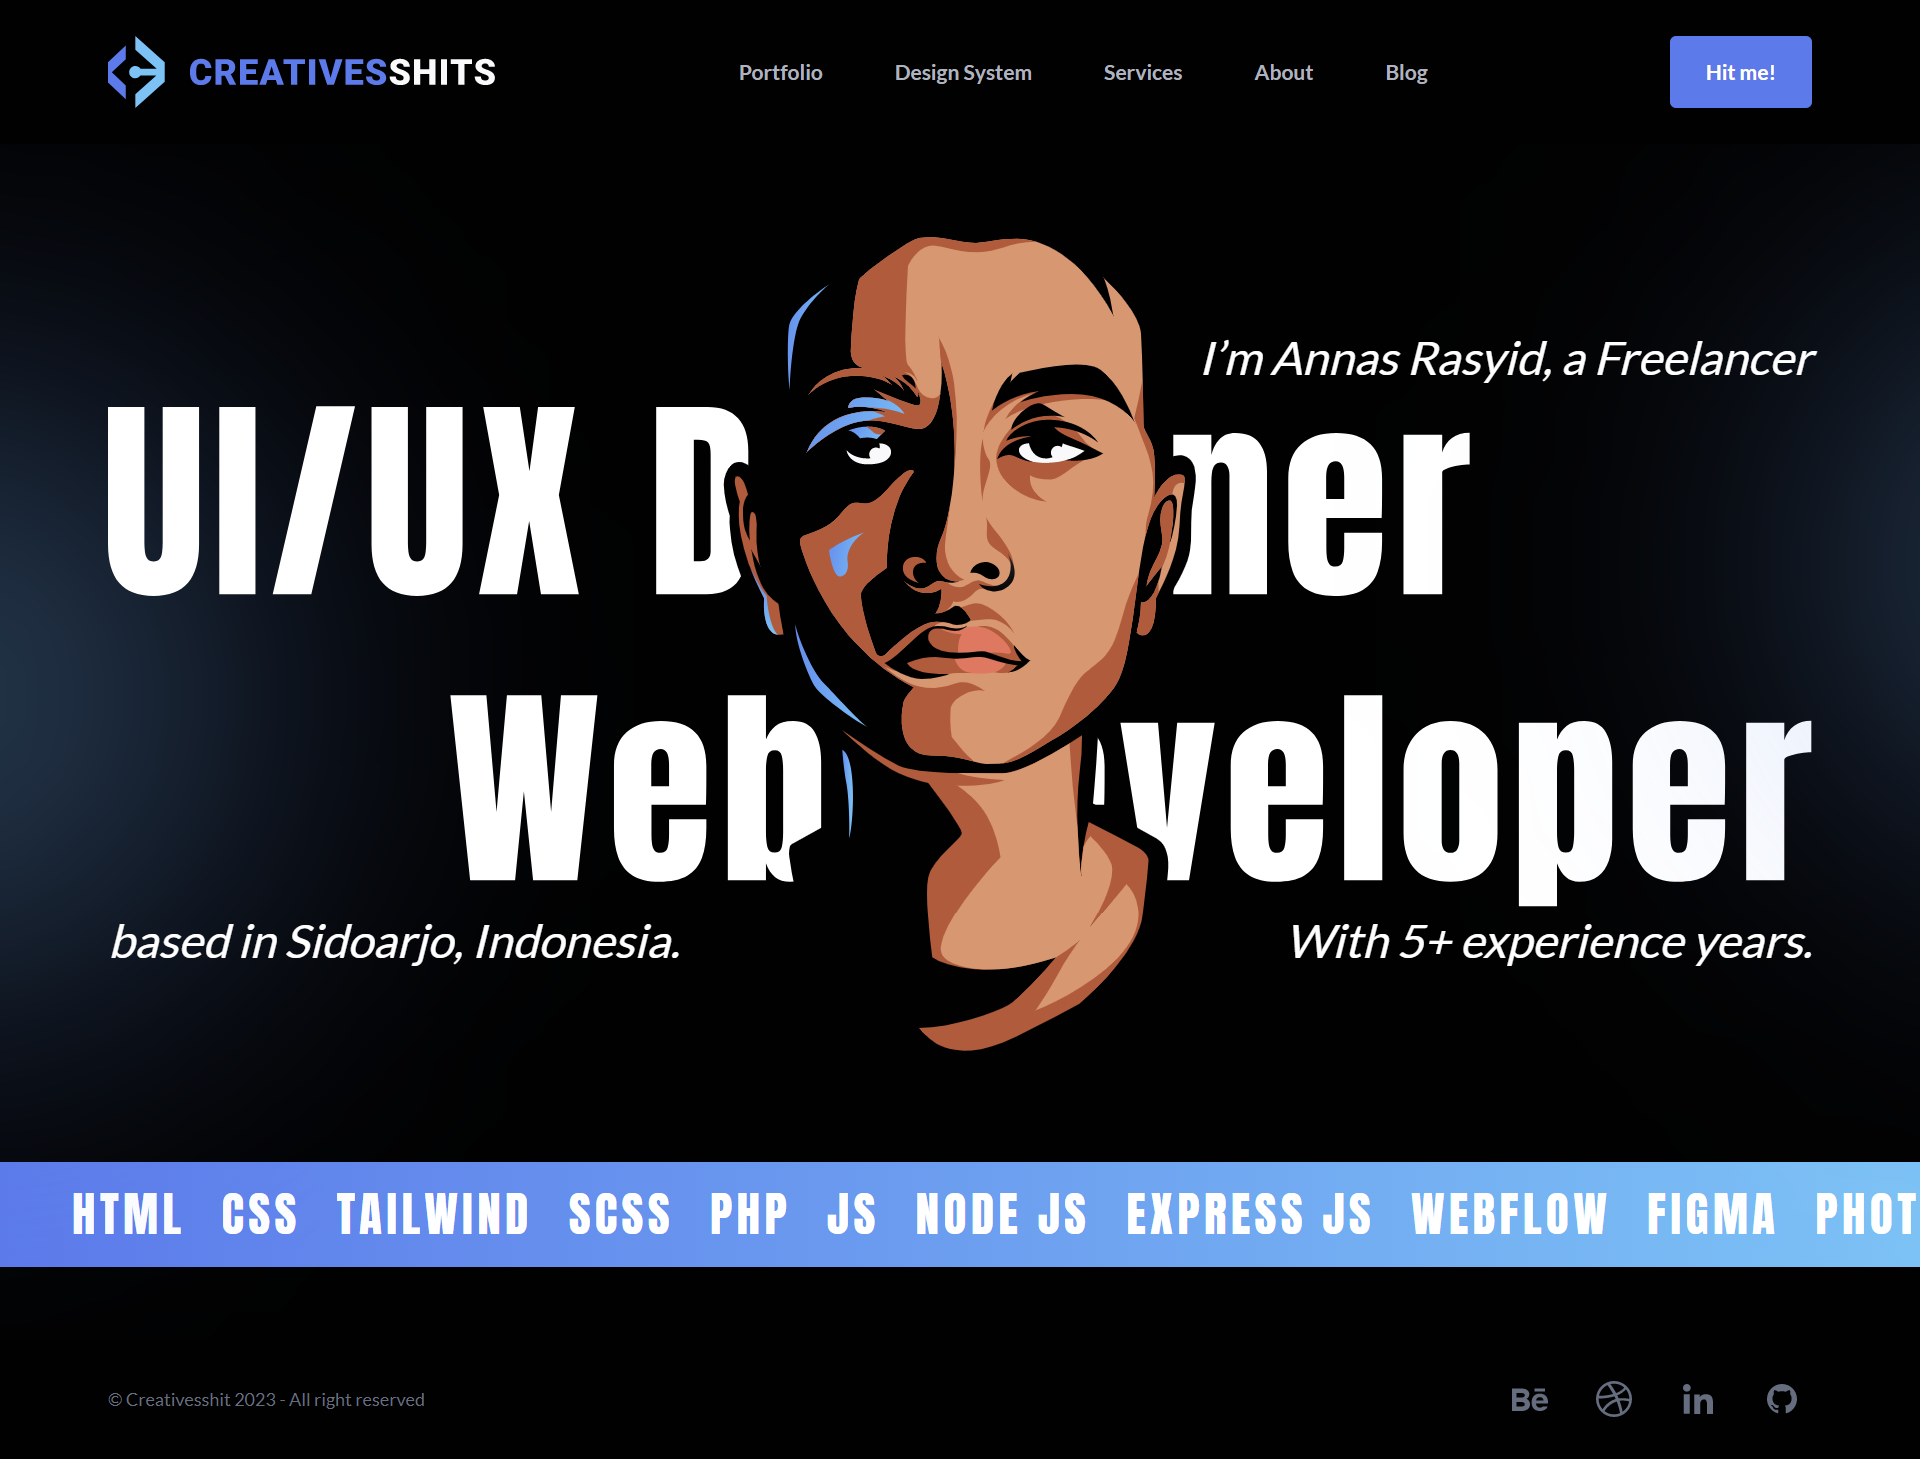 CREATIVESSHITS
Portfolio Design System Services About Blog
Hit me!
I'm Annas Rasyid, a Freelancer
UI/UX D ner
Web veloper
based in Sidoarjo, Indonesia.
With 5+ experience years.
HTML CSS TAILWIND SCSS PHP JS NODE JS EXPRESS JS WEBFLOW FIGMA PHOT
© Creativesshit 2023 - All right reserved
Bē
in